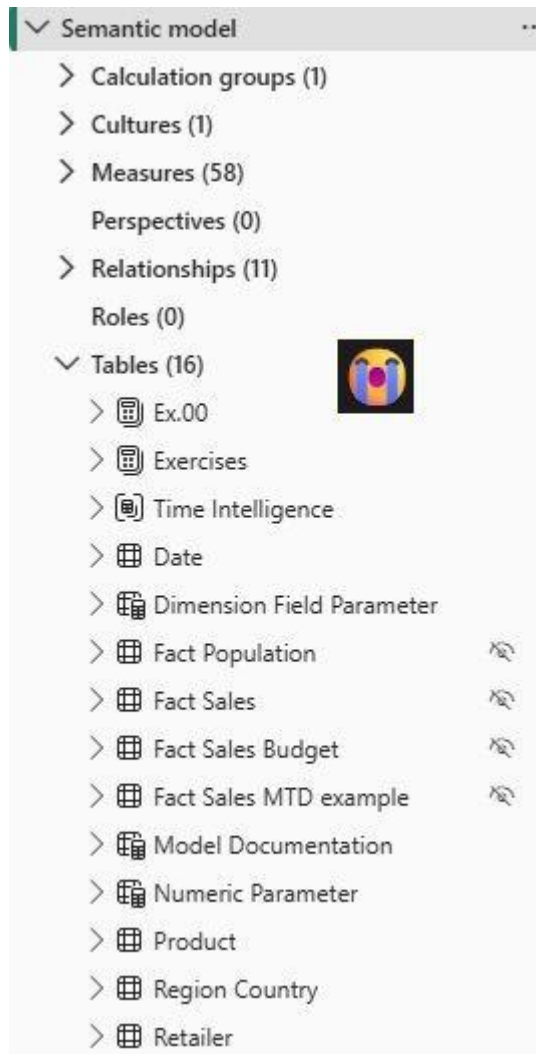 Semantic model
Calculation groups (1)
Cultures (1)
Measures (58)
Perspectives (0)
Relationships (11)
Roles (0)
Tables (16)
Ex.00
Exercises
Time Intelligence
Date
Dimension Field Parameter
Fact Population
Fact Sales
Fact Sales Budget
Fact Sales MTD example
Model Documentation
Numeric Parameter
Product
Region Country
Retailer